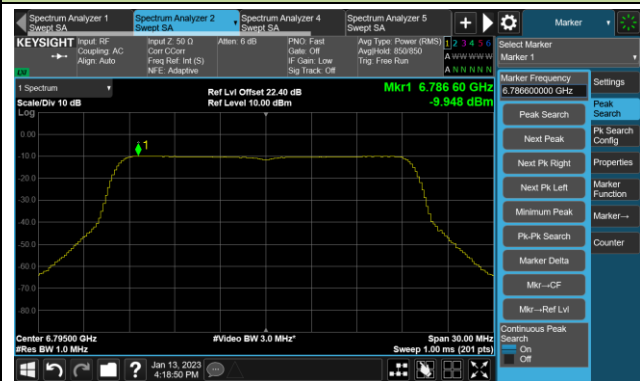 Spectrum Analyzer 1
Swept SA
Spectrum Analyzer 2
Swept SA
Spectrum Analyzer 4
Swept SA
Spectrum Analyzer 5
Swept SA
Marker
KEYSIGHT
Input: RF
Coupling: AC
Align: Auto
Input Z: 50 Ω
Corr CCorr
Freq Ref: Int (S)
NFE: Adaptive
Atten: 6 dB
PNO: Fast
Gate: Off
IF Gain: Low
Sig Track: Off
Avg Type: Power (RMS)
Avg|Hold: 850/850
Trig: Free Run
1 2 3 4 5 6
A W W W W W
A N N N N N
LXI
1 Spectrum
Scale/Div 10 dB
Log
Ref Lvl Offset 22.40 dB
Ref Level 10.00 dBm
Mkr1 6.786 60 GHz
-9.948 dBm
0.00
-10.0
-20.0
-30.0
-40.0
-50.0
-60.0
-70.0
-80.0
1
Center 6.79500 GHz
#Res BW 1.0 MHz
#Video BW 3.0 MHz*
Span 30.00 MHz
Sweep 1.00 ms (201 pts)
Select Marker
Marker 1
Marker Frequency
6.786600000 GHz
Peak Search
Next Peak
Next Pk Right
Next Pk Left
Minimum Peak
Pk-Pk Search
Marker Delta
Mkr→CF
Mkr→Ref Lvl
Continuous Peak
Search
On
Off
Settings
Peak
Search
Pk Search
Config
Properties
Marker
Function
Marker→
Counter
?
Jan 13, 2023
4:18:50 PM